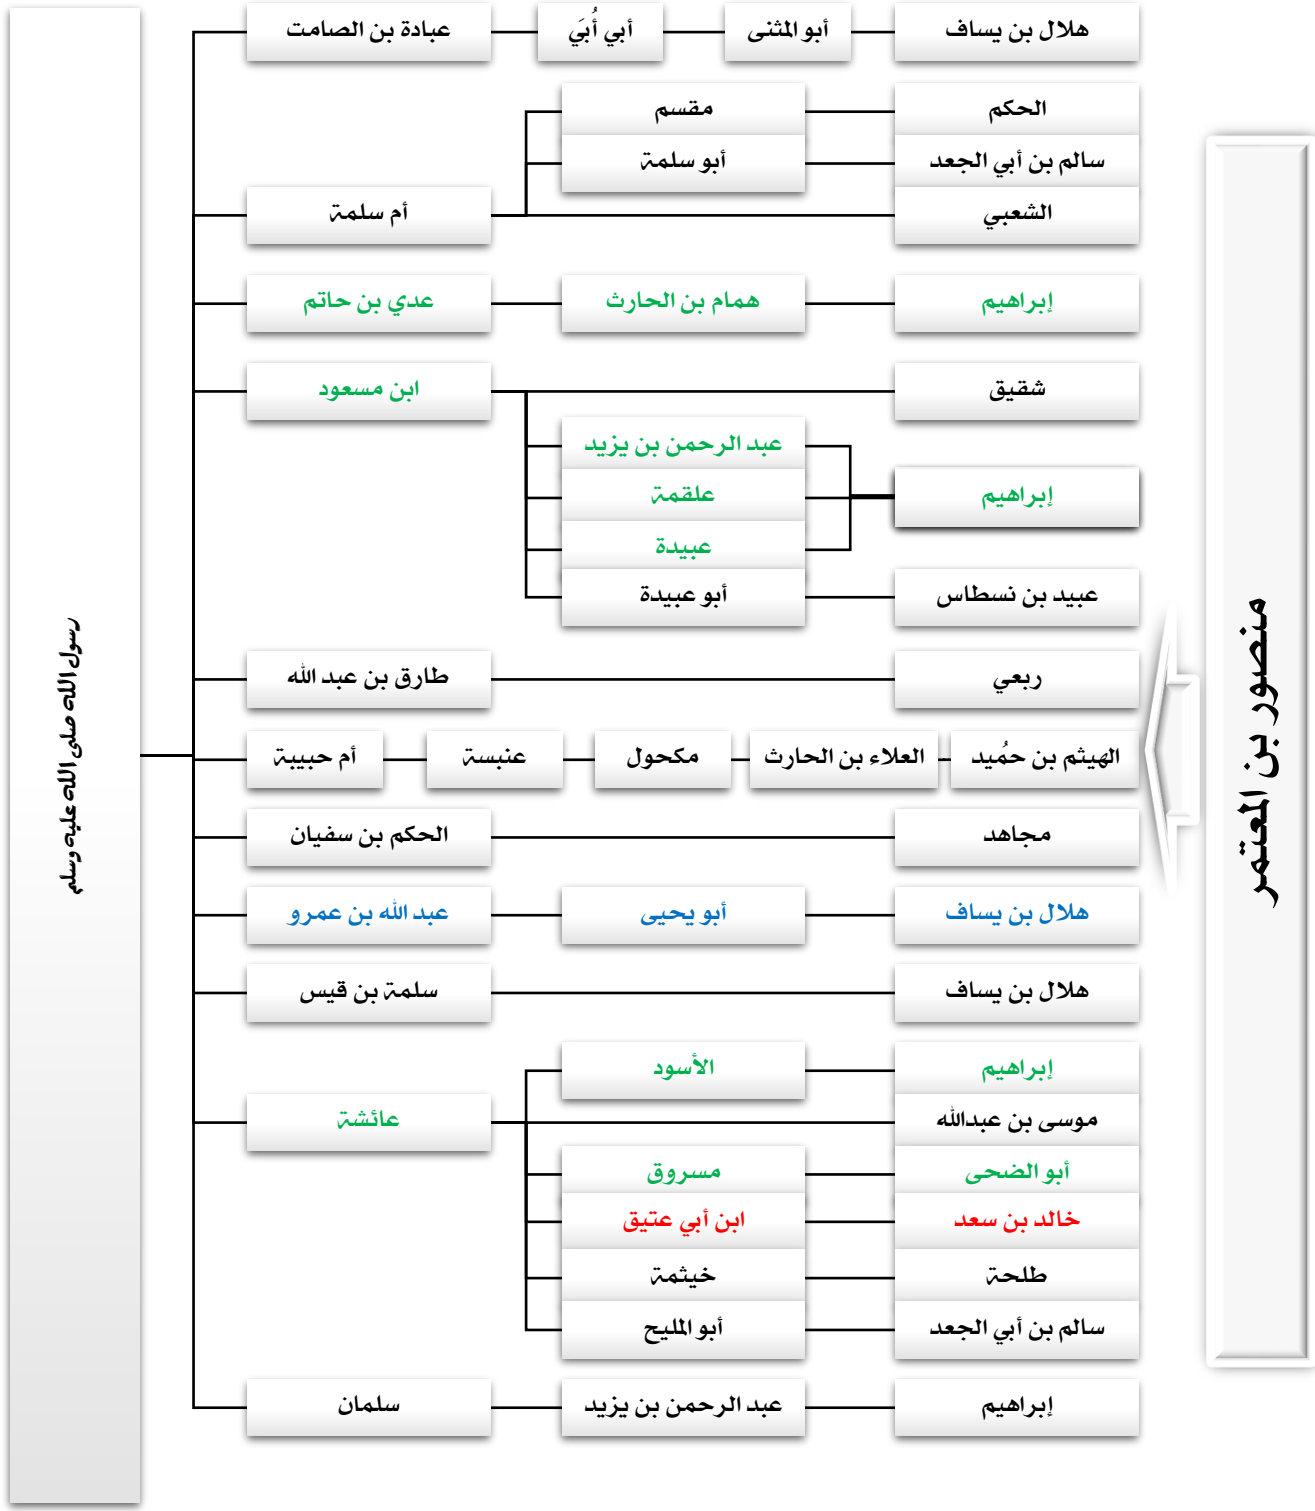 منصور بن المعتمر
هلال بن يساف
أبو المثنى
أبي أُبَي
عبادة بن الصامت
الحكم
مقسم
سالم بن أبي الجعد
أبو سلمة
الشعبي
أم سلمة
إبراهيم
همام بن الحارث
عدي بن حاتم
شقيق
ابن مسعود
عبد الرحمن بن يزيد
إبراهيم
علقمة
عبيدة
عبيد بن نسطاس
أبو عبيدة
ربعي
طارق بن عبد الله
الهيثم بن حمُيد
العلاء بن الحارث
مكحول
عنبسة
أم حبيبة
مجاهد
الحكم بن سفيان
هلال بن يساف
أبو يحيى
عبد الله بن عمرو
هلال بن يساف
سلمة بن قيس
إبراهيم
الأسود
موسى بن عبدالله
عائشة
أبو الضحى
مسروق
خالد بن سعد
ابن أبي عتيق
طلحة
خيثمة
سالم بن أبي الجعد
أبو المليح
إبراهيم
عبد الرحمن بن يزيد
سلمان
رسول الله صلى الله عليه وسلم